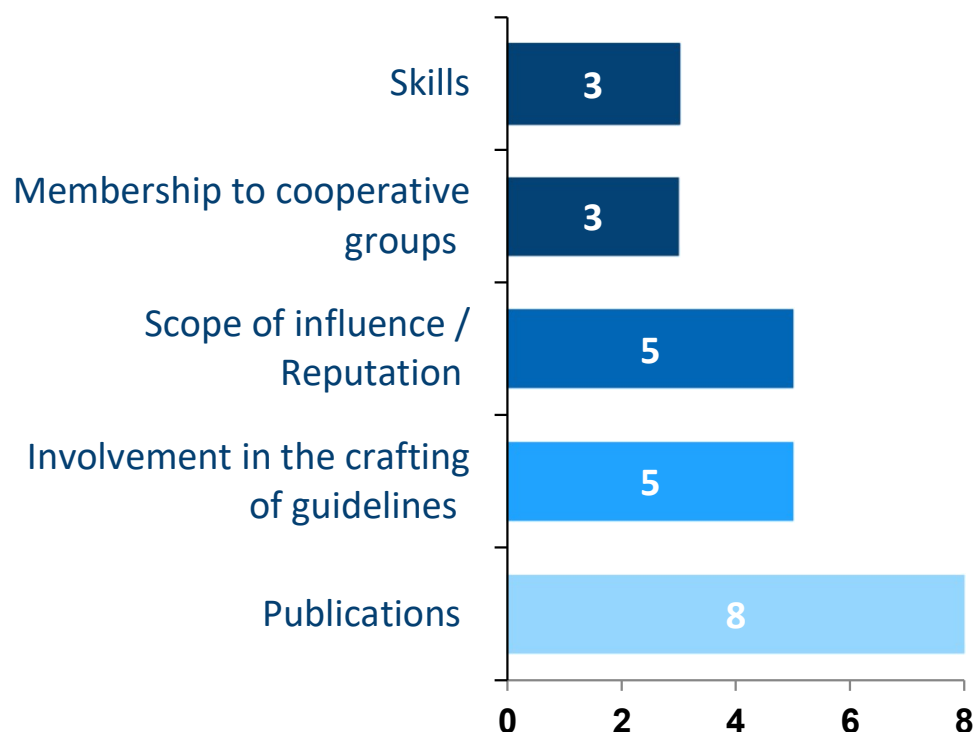 Skills
3
Membership to cooperative
groups
3
Scope of influence /
Reputation
5
Involvement in the crafting
of guidelines
5
Publications
8
0 2 4 6 8